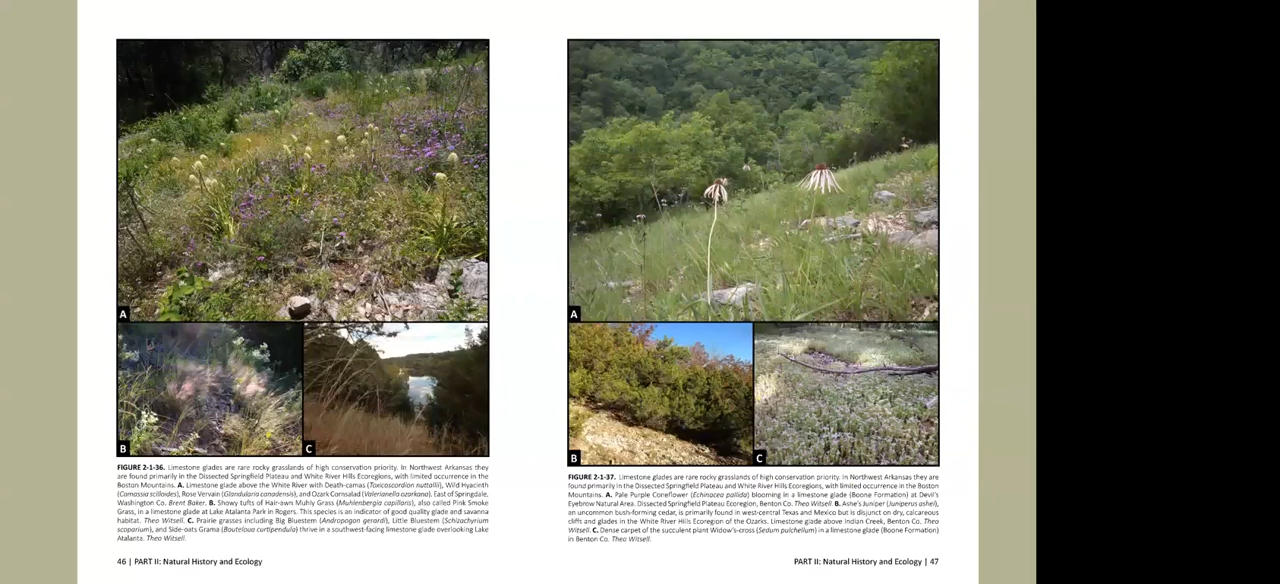 A
B
C
FIGURE 2-1-36. Limestone glades are rare rocky grasslands of high conservation priority. In Northwest Arkansas they
are found primarily in the Dissected Springfield Plateau and White River Hills Ecoregions, with limited occurrence in the
Boston Mountains. A. Limestone glade above the White River with Death-camas (Toxicoscordion nuttallii), Wild Hyacinth
(Camassia scilloides), Rose Vervain (Glandularia canadensis), and Ozark Cornsalad (Valerianella ozarkana). East of Springdale,
Washington Co. Brent Baker. B. Showy tufts of Hair-awn Muhly Grass (Muhlenbergia capillaris), also called Pink Smoke
Grass, in a limestone glade at Lake Atalanta Park in Rogers. This species is an indicator of good quality glade and savanna
habitat. Theo Witsell. C. Prairie grasses including Big Bluestem (Andropogon gerardi), Little Bluestem (Schizachyrium
scoparium), and Side-oats Grama (Bouteloua curtipendula) thrive in a southwest-facing limestone glade overlooking Lake
Atalanta. Theo Witsell.
46 | PART II: Natural History and Ecology
A
B
C
FIGURE 2-1-37. Limestone glades are rare rocky grasslands of high conservation priority. In Northwest Arkansas they are
found primarily in the Dissected Springfield Plateau and White River Hills Ecoregions, with limited occurrence in the Boston
Mountains. A. Pale Purple Coneflower (Echinacea pallida) blooming in a limestone glade (Boone Formation) at Devil's
Eyebrow Natural Area. Dissected Springfield Plateau Ecoregion, Benton Co. Theo Witsell. B. Ashe's Juniper (Juniperus ashei),
an uncommon bush-forming cedar, is primarily found in west-central Texas and Mexico but is disjunct on dry, calcareous
cliffs and glades in the White River Hills Ecoregion of the Ozarks. Limestone glade above Indian Creek, Benton Co. Theo
Witsell. C. Dense carpet of the succulent plant Widow's-cross (Sedum pulchellum) in a limestone glade (Boone Formation)
in Benton Co. Theo Witsell.
PART II: Natural History and Ecology | 47